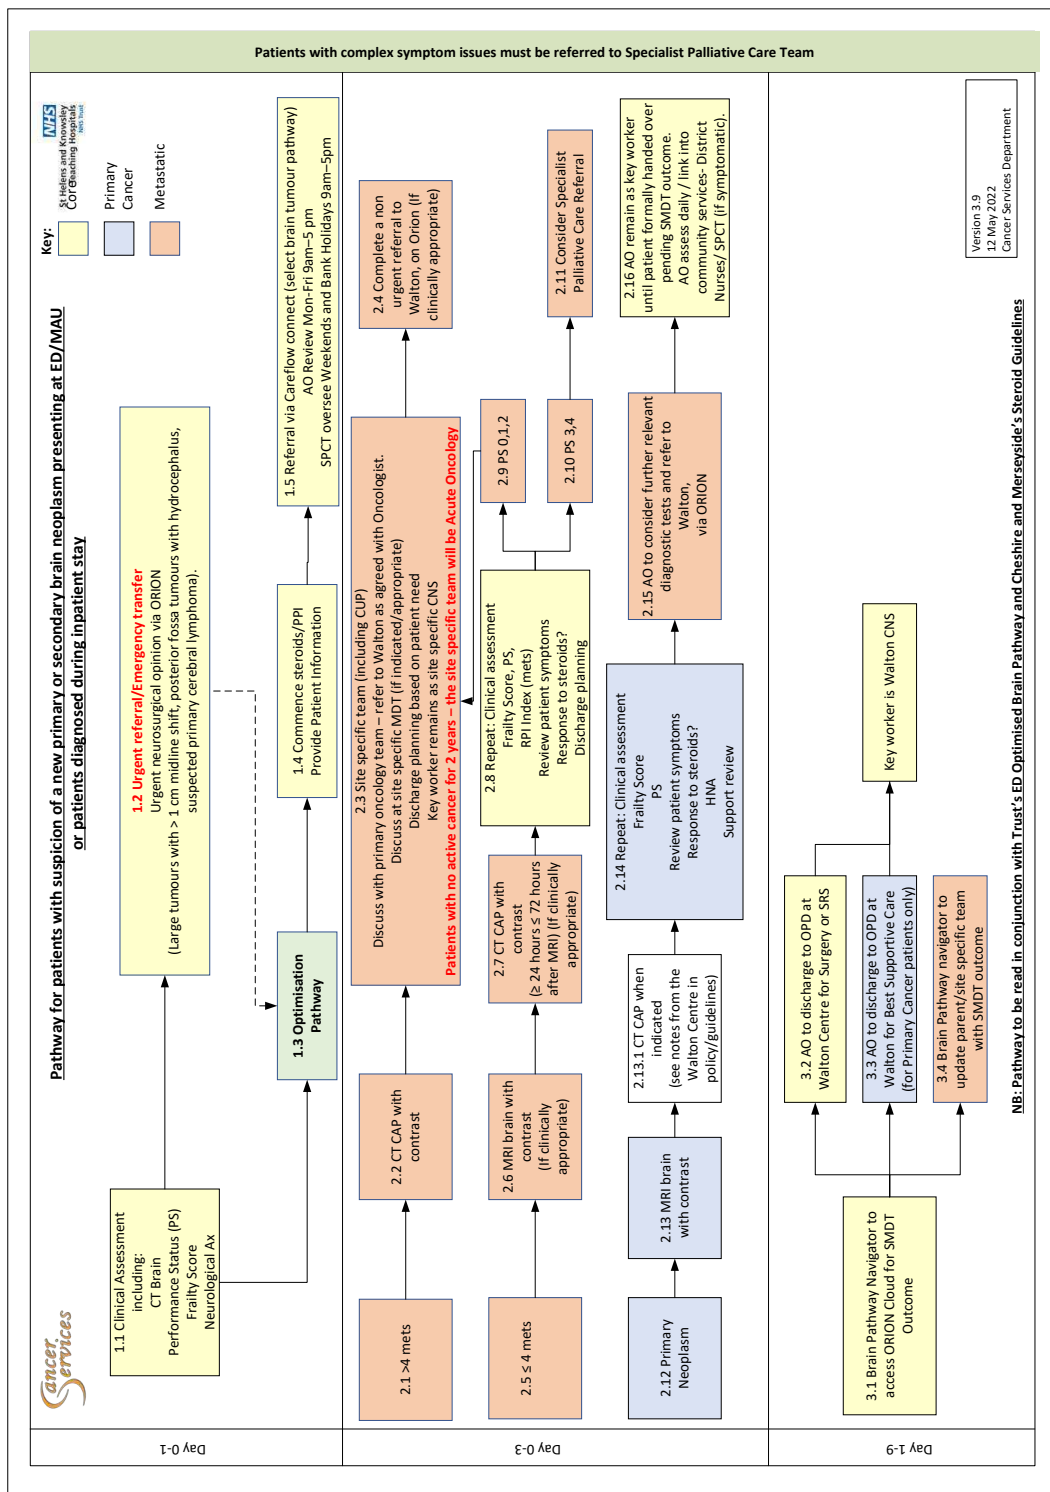 Cancer
Services
Pathway for patients with suspicion of a new primary or secondary brain neoplasm presenting at ED/MAU
or patients diagnosed during inpatient stay
Key:
Core
Primary
Cancer
Metastatic
NHS
St Helens and Knowsley
Teaching Hospitals
NHS Trust
Patients with complex symptom issues must be referred to Specialist Palliative Care Team
Day 0-1
1.1 Clinical Assessment
including:
CT Brain
Performance Status (PS)
Frailty Score
Neurological Ax
1.2 Urgent referral/Emergency transfer
Urgent neurosurgical opinion via ORION
(Large tumours with > 1 cm midline shift, posterior fossa tumours with hydrocephalus,
suspected primary cerebral lymphoma).
1.3 Optimisation
Pathway
1.4 Commence steroids/PPI
Provide Patient Information
1.5 Referral via Careflow connect (select brain tumour pathway)
AO Review Mon-Fri 9am–5 pm
SPCT oversee Weekends and Bank Holidays 9am–5pm
Day 0-3
2.1 >4 mets
2.2 CT CAP with
contrast
2.3 Site specific team (including CUP)
Discuss with primary oncology team – refer to Walton as agreed with Oncologist.
Discuss at site specific MDT (if indicated/appropriate)
Discharge planning based on patient need
Key worker remains as site specific CNS
Patients with no active cancer for 2 years – the site specific team will be Acute Oncology
2.4 Complete a non
urgent referral to
Walton, on Orion (If
clinically appropriate)
2.5 ≤ 4 mets
2.6 MRI brain with
contrast
(If clinically
appropriate)
2.7 CT CAP with
contrast
(≥ 24 hours ≤ 72 hours
after MRI) (If clinically
appropriate)
2.8 Repeat: Clinical assessment
Frailty Score, PS,
RPI Index (mets)
Review patient symptoms
Response to steroids?
Discharge planning
2.9 PS 0,1,2
2.10 PS 3,4
2.11 Consider Specialist
Palliative Care Referral
2.12 Primary
Neoplasm
2.13 MRI brain
with contrast
2.13.1 CT CAP when
indicated
(see notes from the
Walton Centre in
policy/guidelines)
2.14 Repeat: Clinical assessment
Frailty Score
PS
Review patient symptoms
Response to steroids?
HNA
Support review
2.15 AO to consider further relevant
diagnostic tests and refer to
Walton,
via ORION
2.16 AO remain as key worker
until patient formally handed over
pending SMDT outcome.
AO assess daily / link into
community services- District
Nurses/ SPCT (if symptomatic).
Day 1-9
3.1 Brain Pathway Navigator to
access ORION Cloud for SMDT
Outcome
3.2 AO to discharge to OPD at
Walton Centre for Surgery or SRS
3.3 AO to discharge to OPD at
Walton for Best Supportive Care
(for Primary Cancer patients only)
3.4 Brain Pathway navigator to
update parent/site specific team
with SMDT outcome
Key worker is Walton CNS
Version 3.9
12 May 2022
Cancer Services Department
NB: Pathway to be read in conjunction with Trust's ED Optimised Brain Pathway and Cheshire and Merseyside's Steroid Guidelines